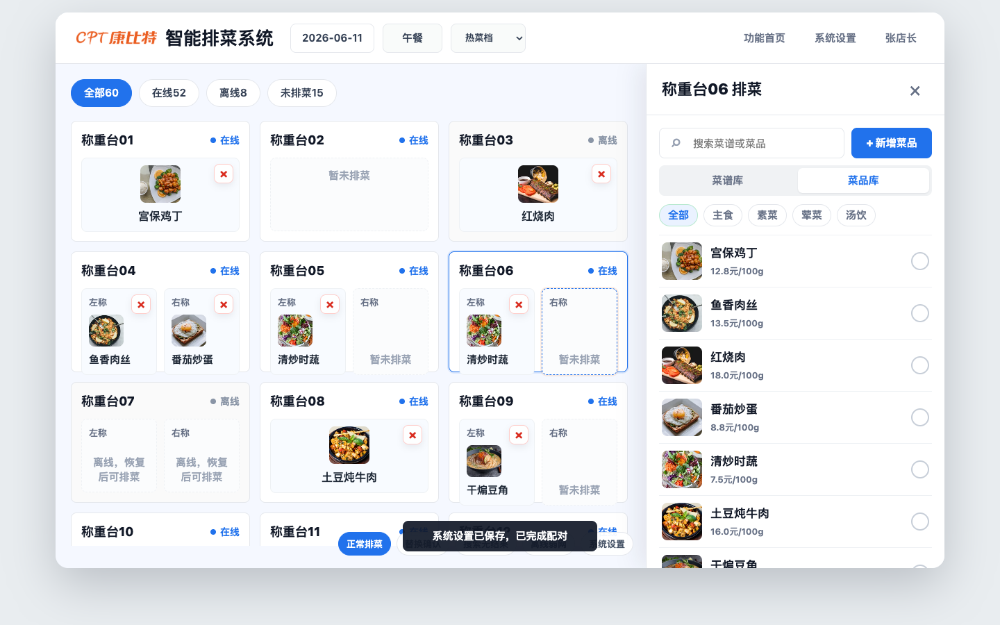 CPT 康比特 智能排菜系统 2026-06-11 午餐 热菜档 功能首页 系统设置 张店长
全部60 在线52 离线8 未排菜15
称重台01 在线
宫保鸡丁
称重台02 在线
暂未排菜
称重台03 离线
红烧肉
称重台04 在线
左称 右称
鱼香肉丝 番茄炒蛋
称重台05 在线
左称 右称
清炒时蔬 暂未排菜
称重台06 在线
左称 右称
清炒时蔬 暂未排菜
称重台07 离线
左称 右称
离线，恢复 离线，恢复
后可排菜 后可排菜
称重台08 在线
土豆炖牛肉
称重台09 在线
左称 右称
干煸豆角 暂未排菜
称重台10 在线
称重台11
在线
正常排菜 系统设置已保存，已完成配对 系统设置
称重台06 排菜
搜索菜谱或菜品 + 新增菜品
菜谱库 菜品库
全部 主食 素菜 荤菜 汤饮
宫保鸡丁
12.8元/100g
鱼香肉丝
13.5元/100g
红烧肉
18.0元/100g
番茄炒蛋
8.8元/100g
清炒时蔬
7.5元/100g
土豆炖牛肉
16.0元/100g
干煸豆角